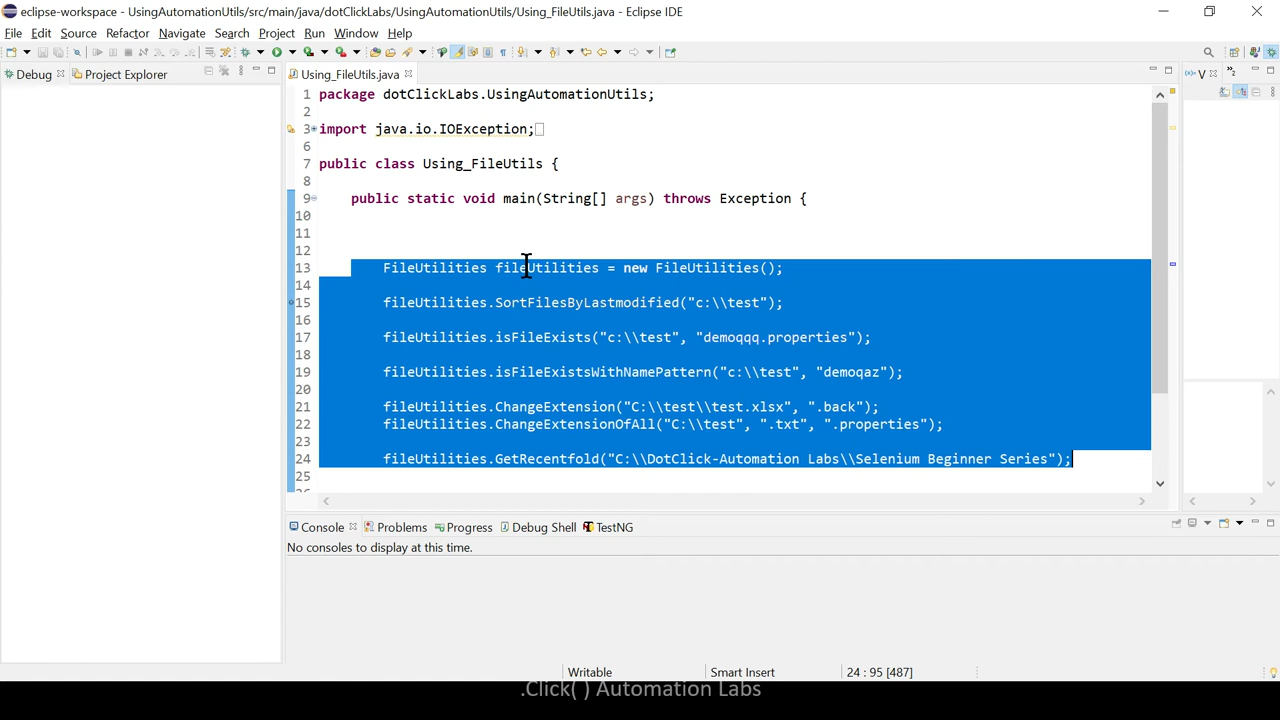 eclipse-workspace - UsingAutomationUtils/src/main/java/dotClickLabs/UsingAutomationUtils/Using_FileUtils.java - Eclipse IDE
File Edit Source Refactor Navigate Search Project Run Window Help
Debug Project Explorer
Using_FileUtils.java
V
1 package dotClickLabs.UsingAutomationUtils;
2
3 import java.io.IOException;
6
7 public class Using_FileUtils {
8
9 public static void main(String[] args) throws Exception {
10
11
12
13 FileUtilities fileUtilities = new FileUtilities();
14
15 fileUtilities.SortFilesByLastmodified("c:\\test");
16
17 fileUtilities.isFileExists("c:\\test", "demoqqq.properties");
18
19 fileUtilities.isFileExistsWithNamePattern("c:\\test", "demoqaz");
20
21 fileUtilities.ChangeExtension("C:\\test\\test.xlsx", ".back");
22 fileUtilities.ChangeExtensionOfAll("C:\\test", ".txt", ".properties");
23
24 fileUtilities.GetRecentfold("C:\\DotClick-Automation Labs\\Selenium Beginner Series");
25
Console Problems Progress Debug Shell TestNG
No consoles to display at this time.
Writable Smart Insert 24 : 95 [487]
.Click( ) Automation Labs